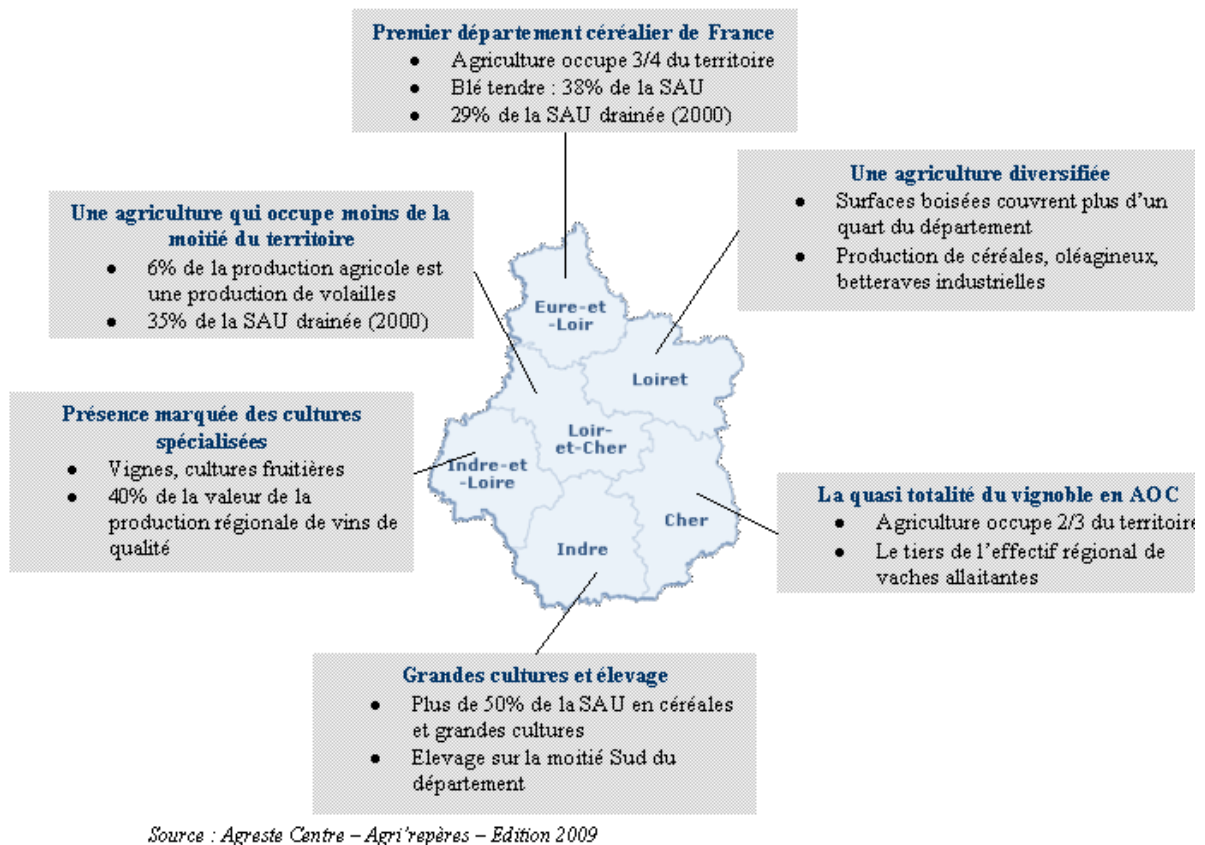 Premier département céréalier de France
● Agriculture occupe 3/4 du territoire
● Blé tendre : 38% de la SAU
● 29% de la SAU drainée (2000)
Une agriculture diversifiée
● Surfaces boisées couvrent plus d'un
quart du département
● Production de céréales, oléagineux,
betteraves industrielles
Une agriculture qui occupe moins de la
moitié du territoire
● 6% de la production agricole est
une production de volailles
● 35% de la SAU drainée (2000)
Eure-et
-Loir
Loiret
Loir-
et-Cher
Indre-et
-Loire
Cher
Indre
Présence marquée des cultures
spécialisées
● Vignes, cultures fruitières
● 40% de la valeur de la
production régionale de vins de
qualité
La quasi totalité du vignoble en AOC
● Agriculture occupe 2/3 du territoire
● Le tiers de l'effectif régional de
vaches allaitantes
Grandes cultures et élevage
● Plus de 50% de la SAU en céréales
et grandes cultures
● Elevage sur la moitié Sud du
département
Source : Agreste Centre – Agri'repères – Edition 2009